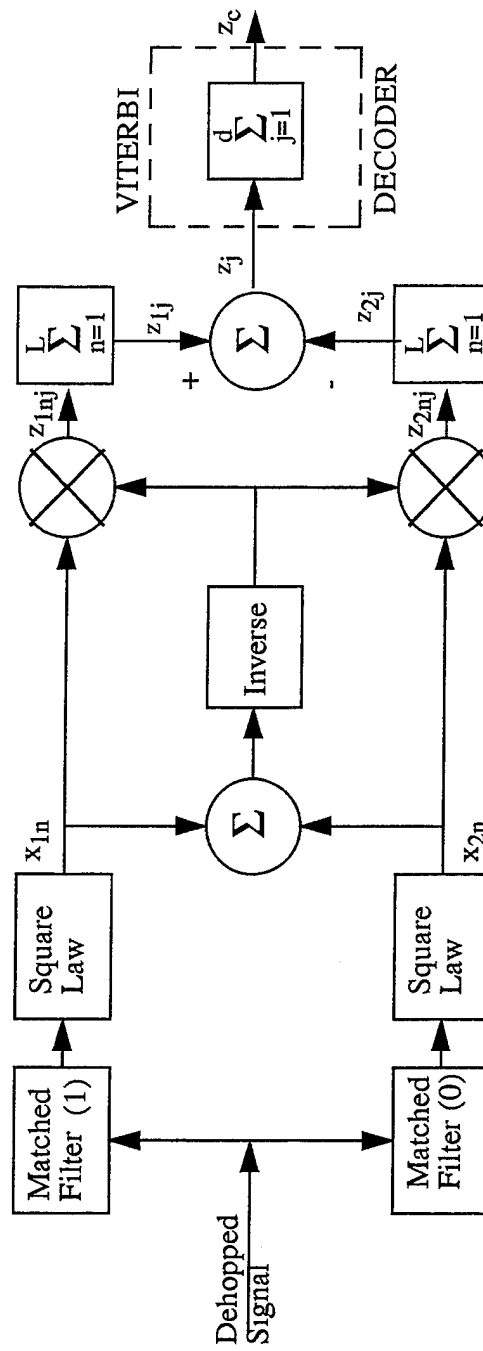 Dehopped
Signal
Matched
Filter (1)
Matched
Filter (0)
Square
Law
Square
Law
x1n
x2n
Σ
Inverse
z1nj
z2nj
L
Σ
n=1
L
Σ
n=1
z1j
z2j
+
-
Σ
zj
VITERBI
d
Σ
j=1
DECODER
zc